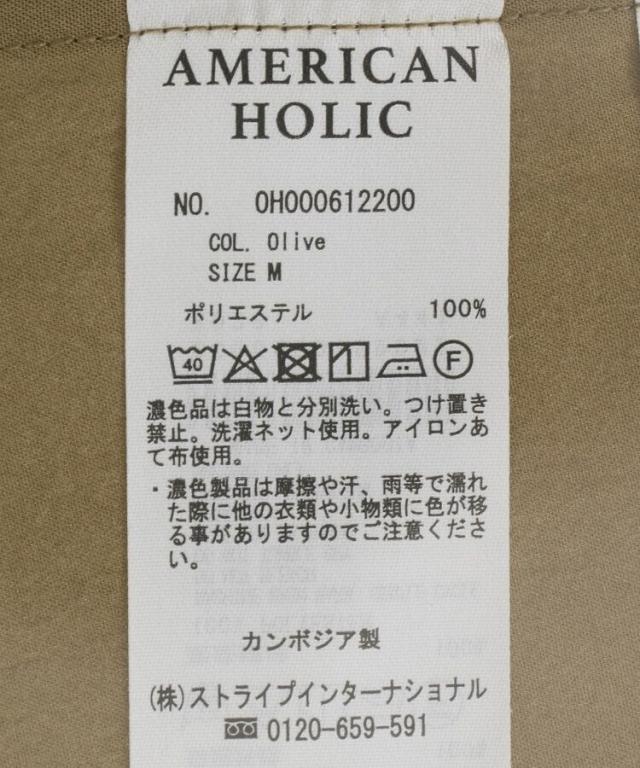 AMERICAN
HOLIC
NO. 0H000612200
COL. Olive
SIZE M
ポリエステル 100%
40 F
濃色品は白物と分別洗い。つけ置き
禁止。洗濯ネット使用。アイロンあ
て布使用。
・濃色製品は摩擦や汗、雨等で濡れ
た際に他の衣類や小物類に色が移
る事がありますのでご注意くださ
い。
カンボジア製
(株)ストライプインターナショナル
0120-659-591